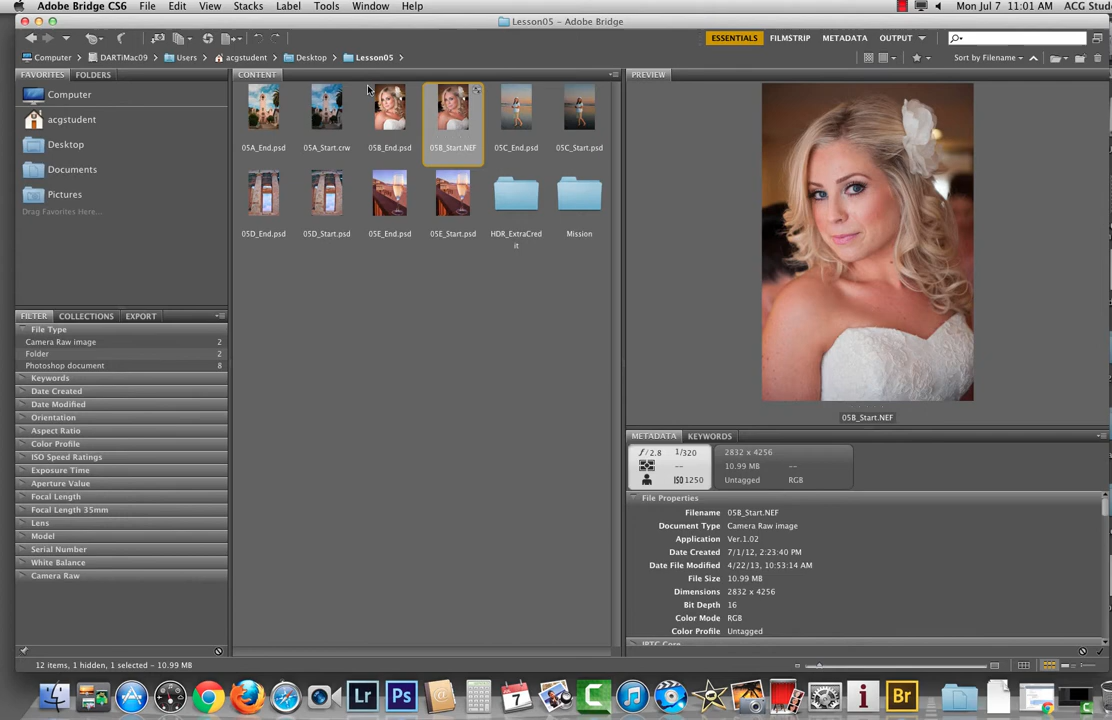 Adobe Bridge CS6 File Edit View Stacks Label Tools Window Help Mon Jul 7 11:01 AM ACG Stud
Lesson05 – Adobe Bridge
ESSENTIALS FILMSTRIP METADATA OUTPUT
Computer DARTiMac09 Users acgstudent Desktop Lesson05 Sort by Filename
FAVORITES FOLDERS
Computer
acgstudent
Desktop
Documents
Pictures
Drag Favorites Here...
FILTER COLLECTIONS EXPORT
File Type
Camera Raw image 2
Folder 2
Photoshop document 8
Keywords
Date Created
Date Modified
Orientation
Aspect Ratio
Color Profile
ISO Speed Ratings
Exposure Time
Aperture Value
Focal Length
Focal Length 35mm
Lens
Model
Serial Number
White Balance
Camera Raw
CONTENT
05A_End.psd 05A_Start.crw 05B_End.psd 05B_Start.NEF 05C_End.psd 05C_Start.psd
05D_End.psd 05D_Start.psd 05E_End.psd 05E_Start.psd HDR_ExtraCred Mission
it
PREVIEW
05B_Start.NEF
METADATA KEYWORDS
f/2.8 1/320 2832 x 4256
-- 10.99 MB --
ISO1250 Untagged RGB
File Properties
Filename 05B_Start.NEF
Document Type Camera Raw image
Application Ver.1.02
Date Created 7/1/12, 2:23:40 PM
Date File Modified 4/22/13, 10:53:14 AM
File Size 10.99 MB
Dimensions 2832 x 4256
Bit Depth 16
Color Mode RGB
Color Profile Untagged
IPTC Core
12 items, 1 hidden, 1 selected – 10.99 MB
7 Lr Ps Br